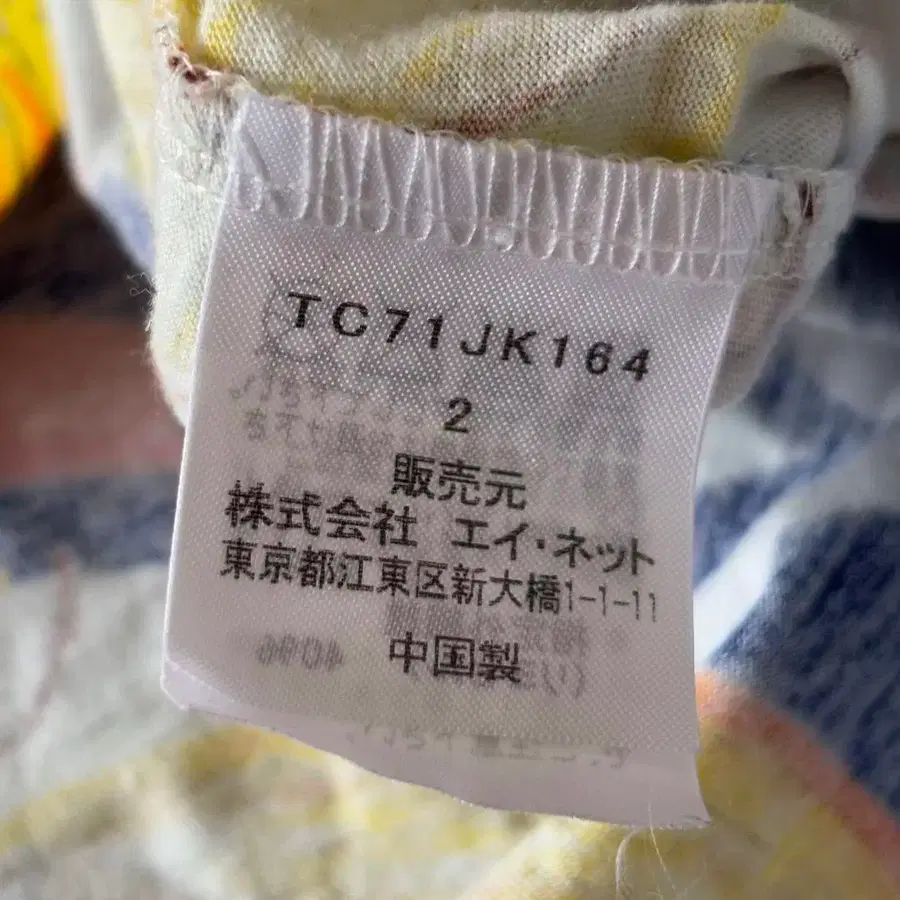 TC71JK164
2
販売元
株式会社 エイ・ネット
東京都江東区新大橋1-1-11
中国製